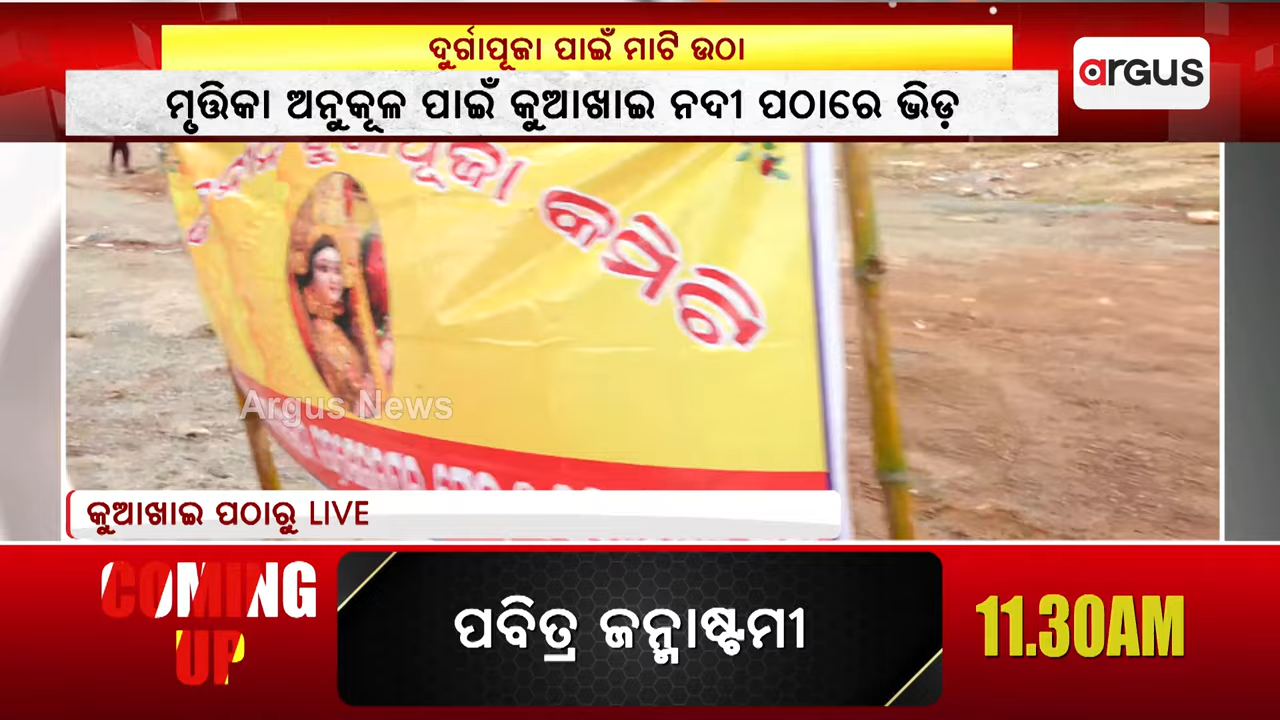 ଦୁର୍ଗାପୂଜା ପାଇଁ ମାଟି ଉଠା
ମୃତ୍ତିକା ଅନୁକୂଳ ପାଇଁ କୁଆଖାଇ ନଦୀ ପଠାରେ ଭିଡ଼
argus
କମିଟି
Argus News
କୁଆଖାଇ ପଠାରୁ LIVE
COMING
UP
ପବିତ୍ର ଜନ୍ମାଷ୍ଟମୀ
11.30AM